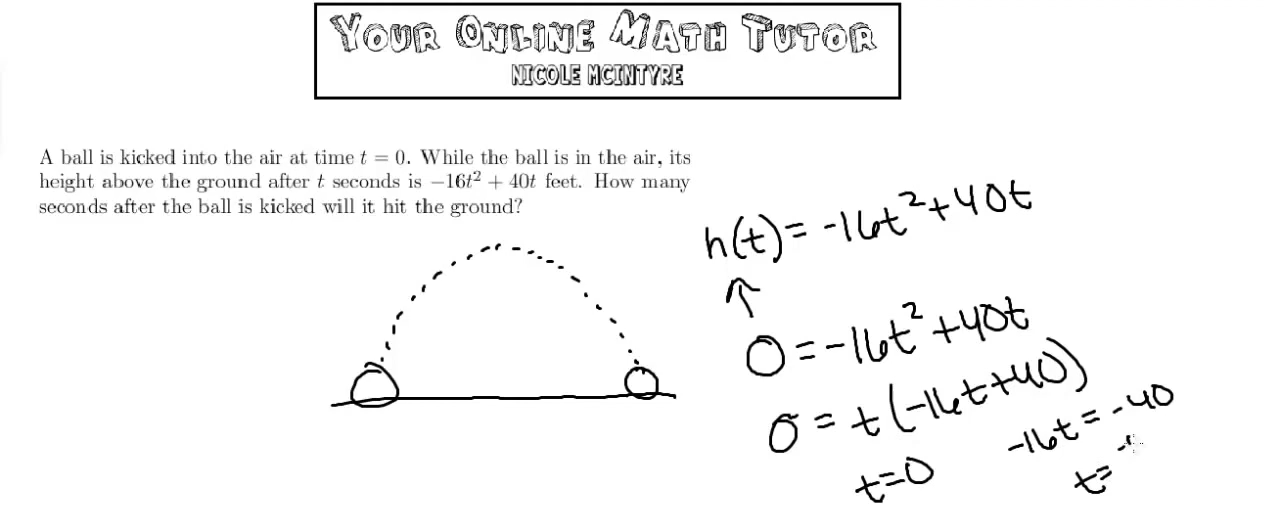 YOUR ONLINE MATH TUTOR
NICOLE MCINTYRE
A ball is kicked into the air at time t = 0. While the ball is in the air, its
height above the ground after t seconds is −16t² + 40t feet. How many
seconds after the ball is kicked will it hit the ground?
h(t) = -16t² + 40t
0 = -16t² + 40t
0 = t(-16t + 40)
t = 0
-16t = -40
t = -